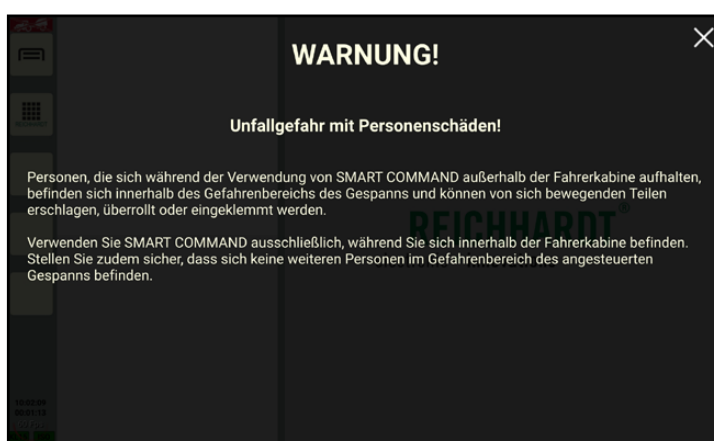 WARNUNG!
Unfallgefahr mit Personenschäden!
Personen, die sich während der Verwendung von SMART COMMAND außerhalb der Fahrerkabine aufhalten,
befinden sich innerhalb des Gefahrenbereichs des Gespanns und können von sich bewegenden Teilen
erschlagen, überrollt oder eingeklemmt werden.
REICHHARDT®
Verwenden Sie SMART COMMAND ausschließlich, während Sie sich innerhalb der Fahrerkabine befinden.
Stellen Sie zudem sicher, dass sich keine weiteren Personen im Gefahrenbereich des angesteuerten
Gespanns befinden.